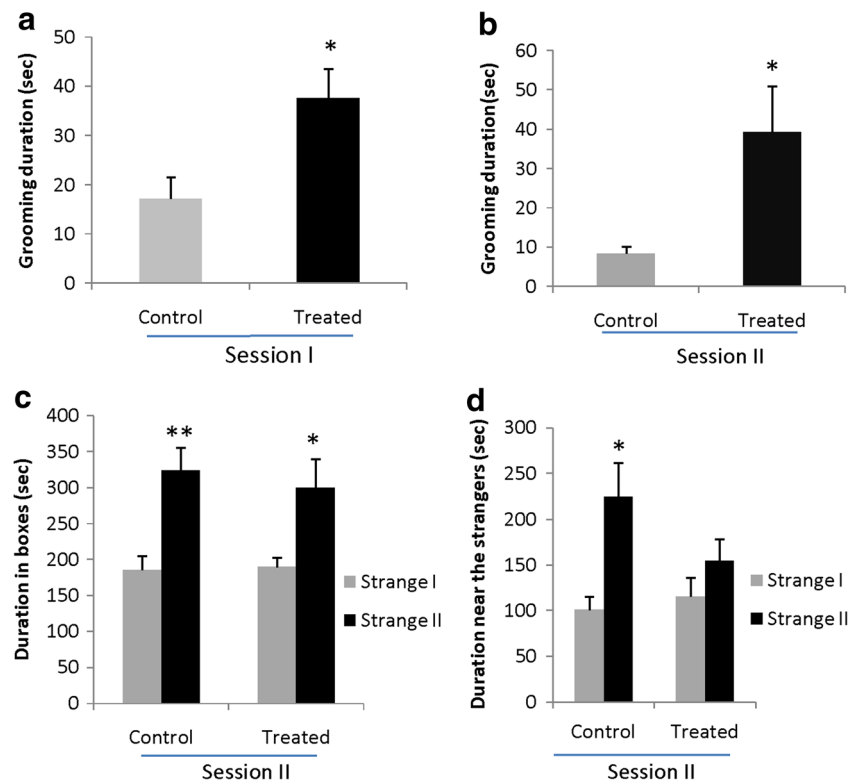 a
50
40
30
20
10
0
Grooming duration (sec)
*
Control
Treated
Session I
b
60
50
40
30
20
10
0
Grooming duration(sec)
*
Control
Treated
Session II
c
400
350
300
250
200
150
100
50
0
Duration in boxes (sec)
**
*
Strange I
Strange II
Control
Treated
Session II
d
300
250
200
150
100
50
0
Duration near the strangers (sec)
*
Strange I
Strange II
Control
Treated
Session II